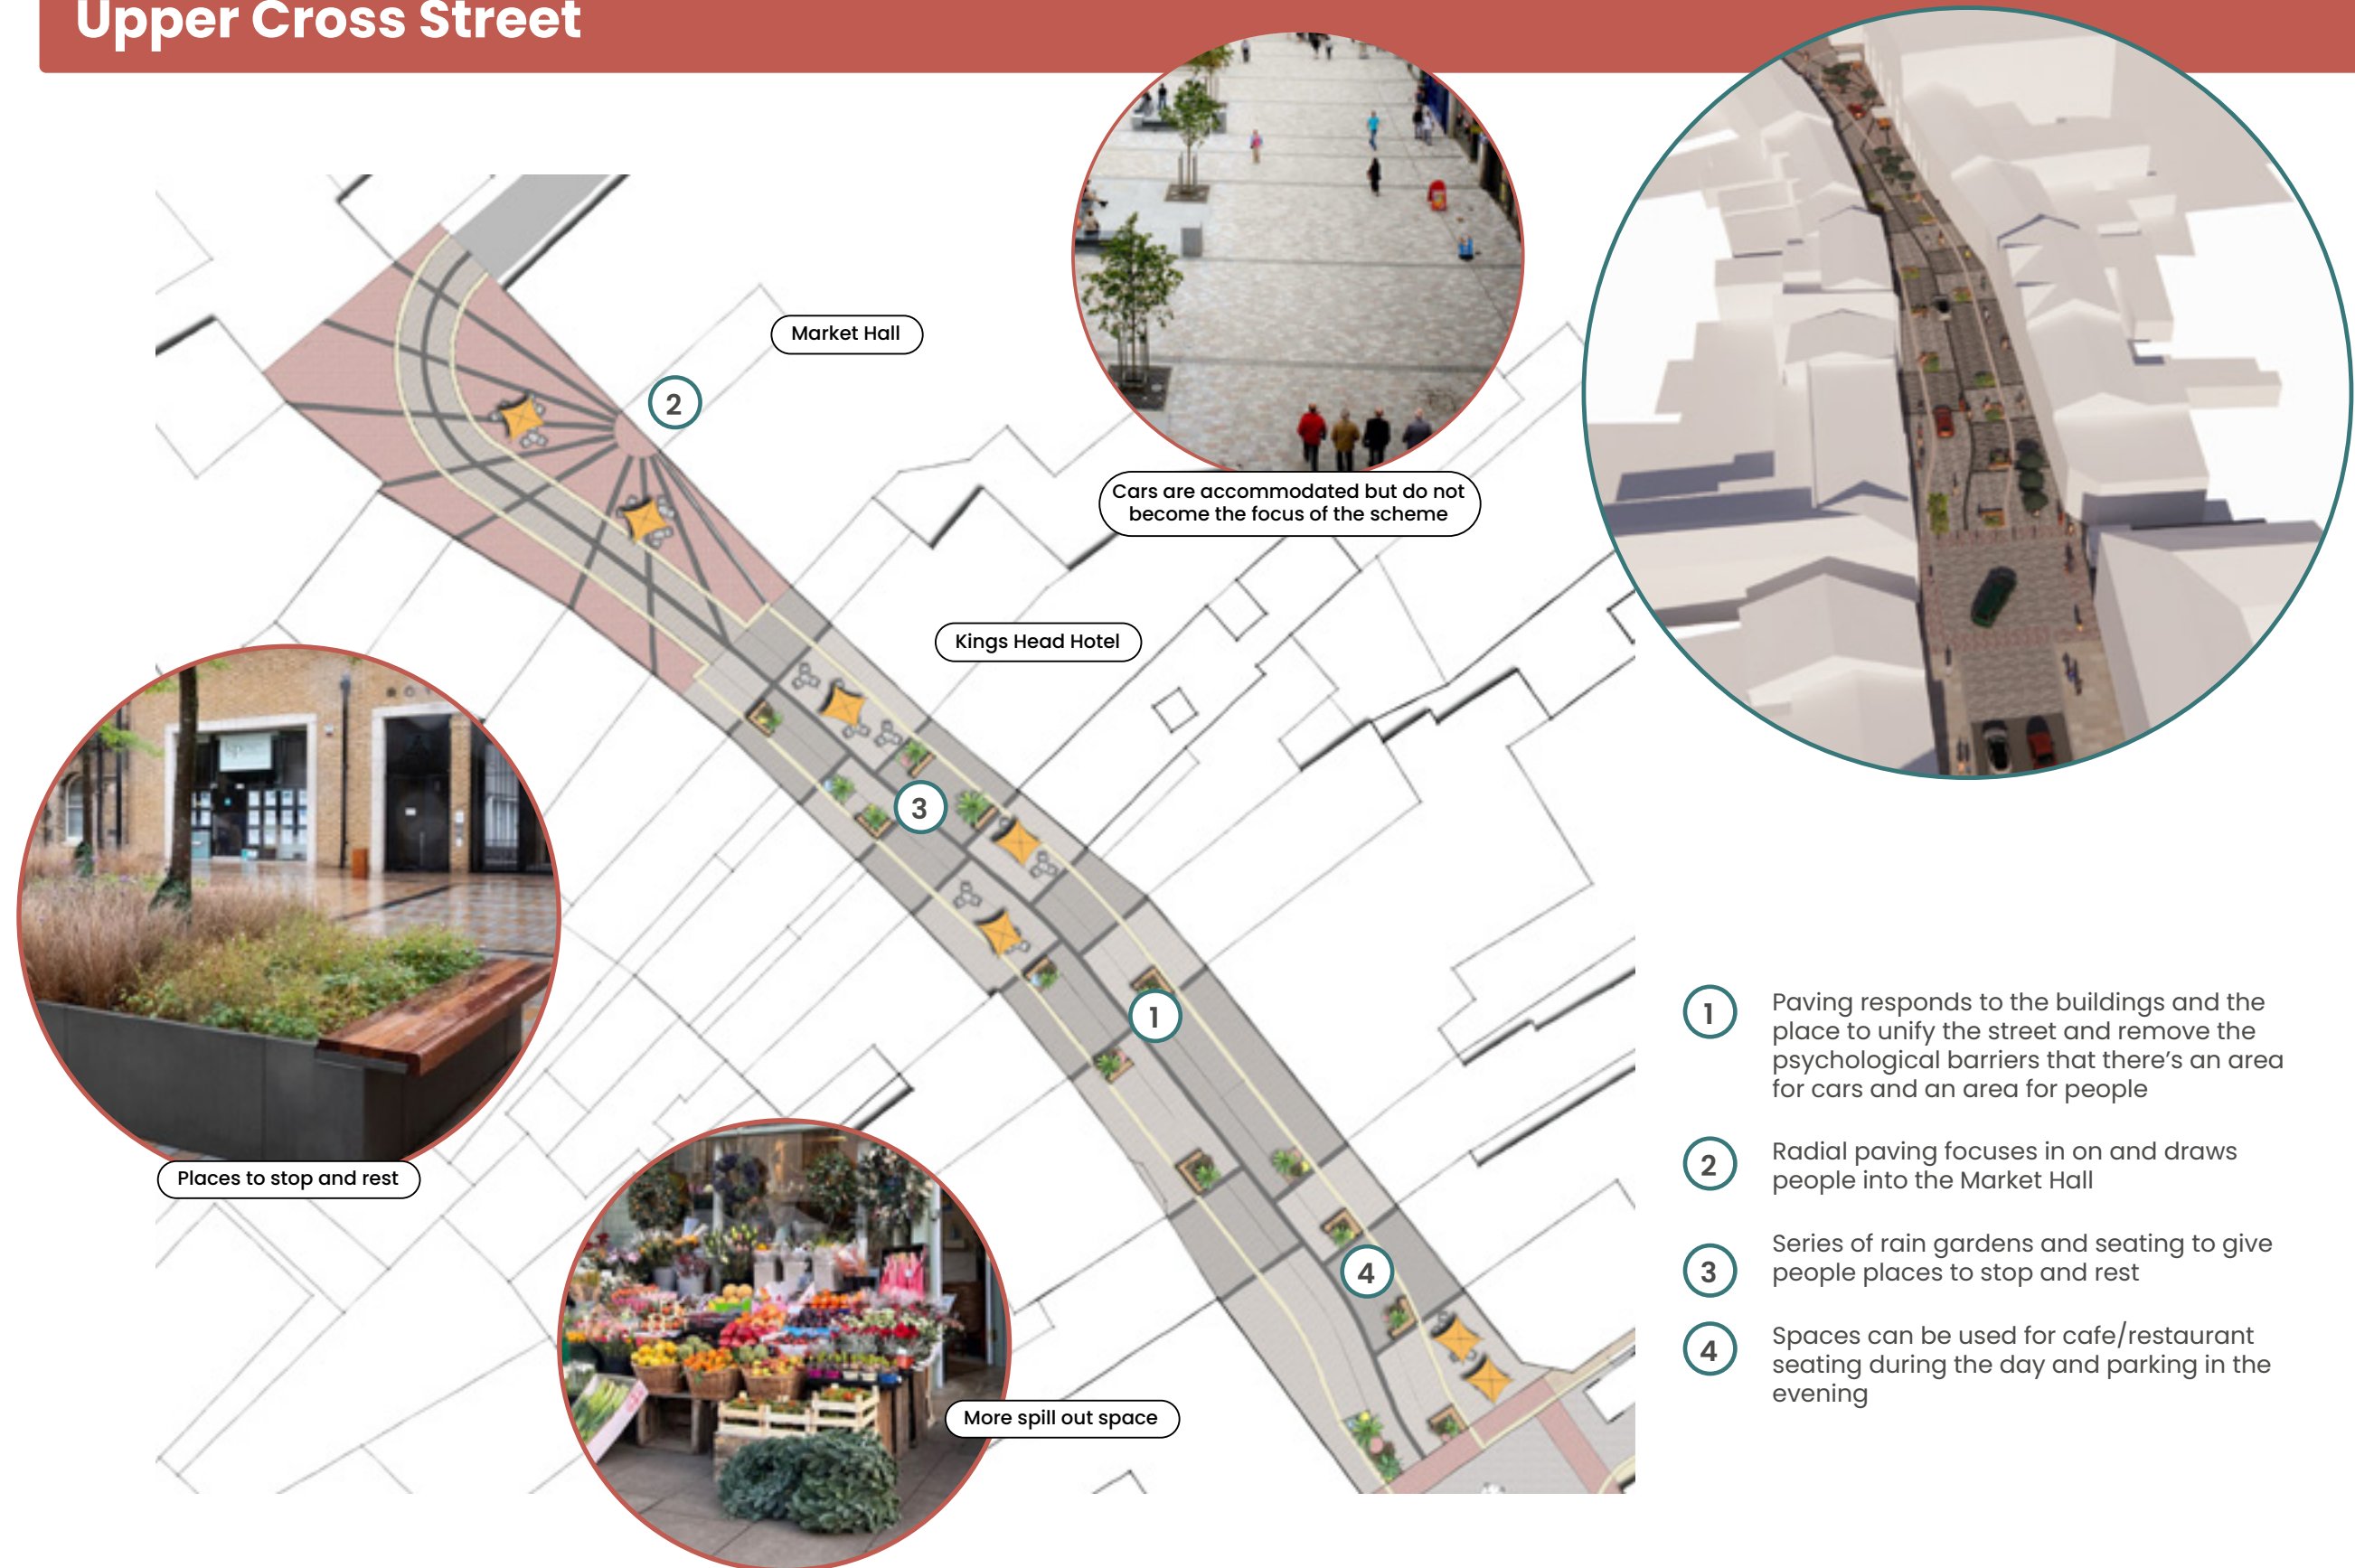 Upper Cross Street
Market Hall
2
Cars are accommodated but do not
become the focus of the scheme
Kings Head Hotel
3
1
4
Places to stop and rest
More spill out space
1
Paving responds to the buildings and the
place to unify the street and remove the
psychological barriers that there's an area
for cars and an area for people
2
Radial paving focuses in on and draws
people into the Market Hall
3
Series of rain gardens and seating to give
people places to stop and rest
4
Spaces can be used for cafe/restaurant
seating during the day and parking in the
evening